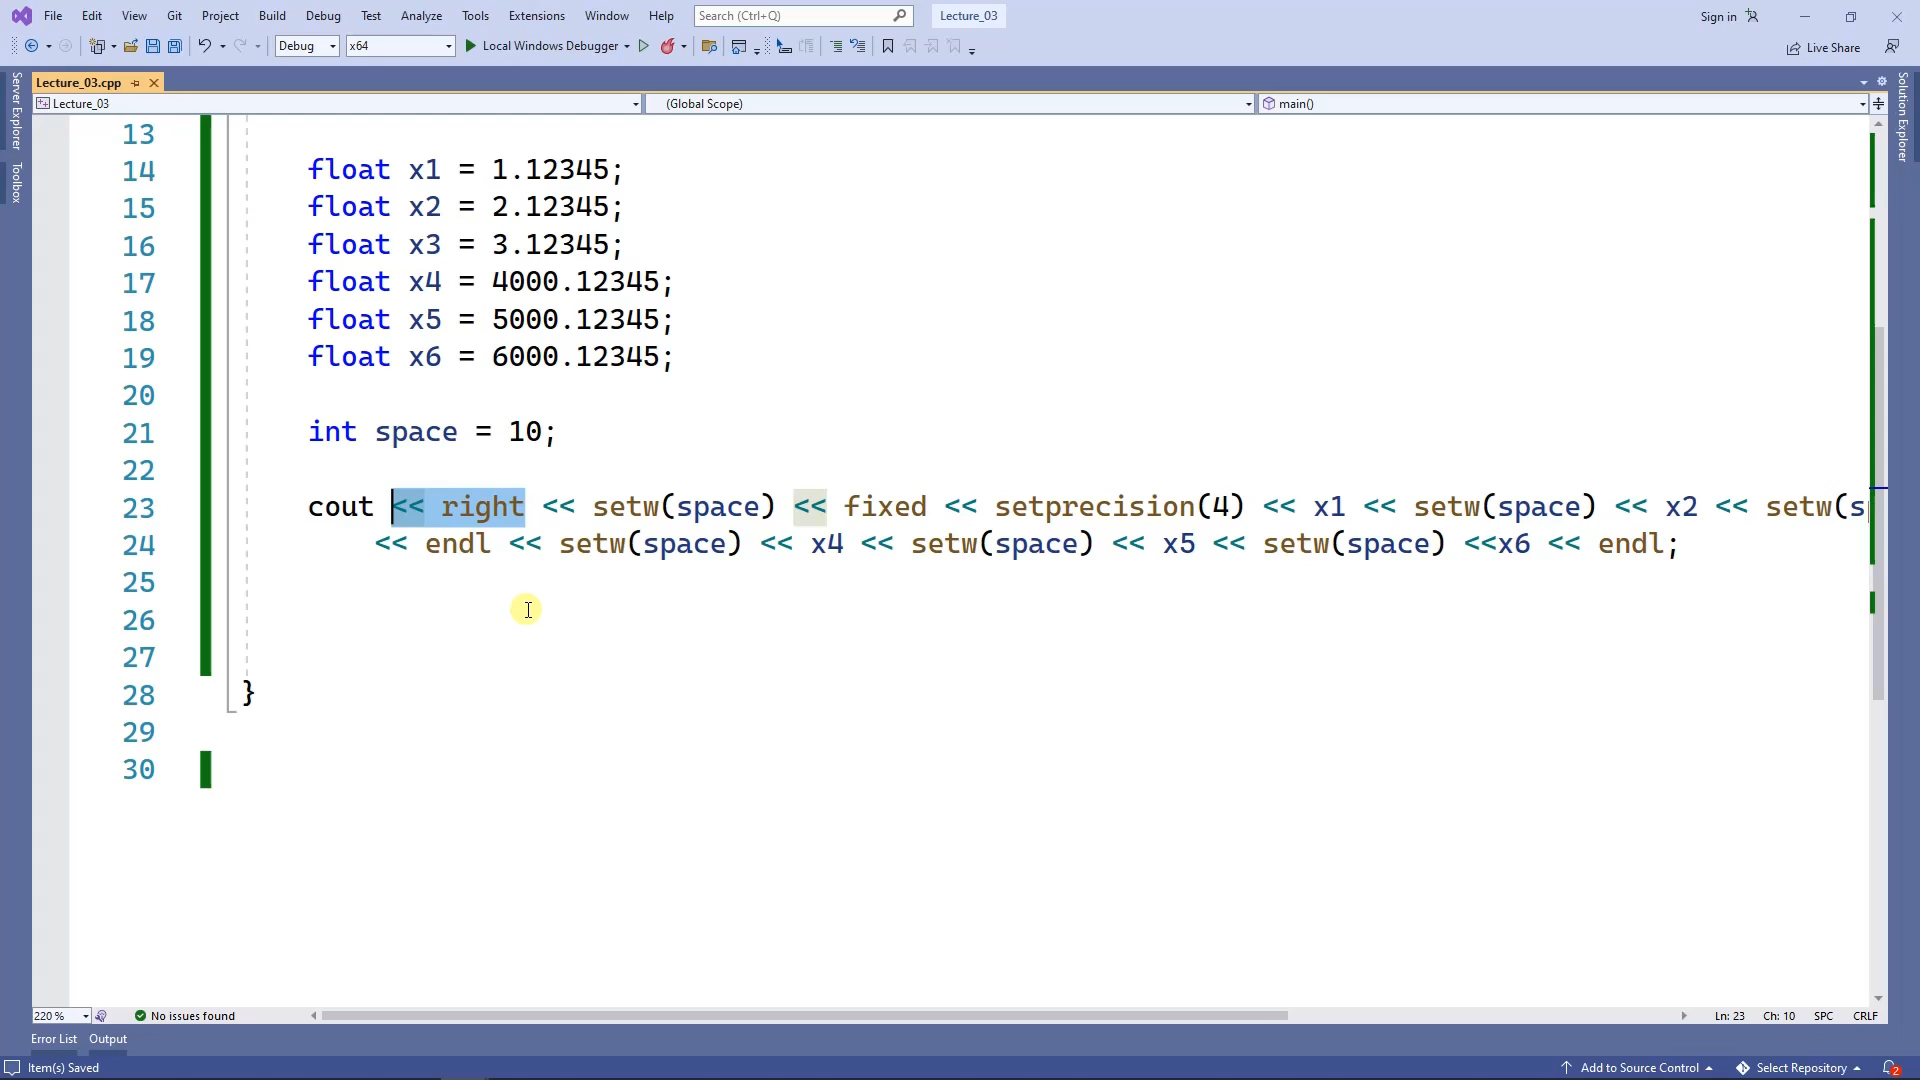 File Edit View Git Project Build Debug Test Analyze Tools Extensions Window Help Search (Ctrl+Q) Lecture_03 Sign in
Debug x64 Local Windows Debugger Live Share
Server Explorer
Toolbox
Solution Explorer
Lecture_03.cpp
Lecture_03 (Global Scope) main()
13
14 float x1 = 1.12345;
15 float x2 = 2.12345;
16 float x3 = 3.12345;
17 float x4 = 4000.12345;
18 float x5 = 5000.12345;
19 float x6 = 6000.12345;
20
21 int space = 10;
22
23 cout << right << setw(space) << fixed << setprecision(4) << x1 << setw(space) << x2 << setw(s
24 << endl << setw(space) << x4 << setw(space) << x5 << setw(space) <<x6 << endl;
25
26
27
28 }
29
30
220 % No issues found Ln: 23 Ch: 10 SPC CRLF
Error List Output
Item(s) Saved Add to Source Control Select Repository 2